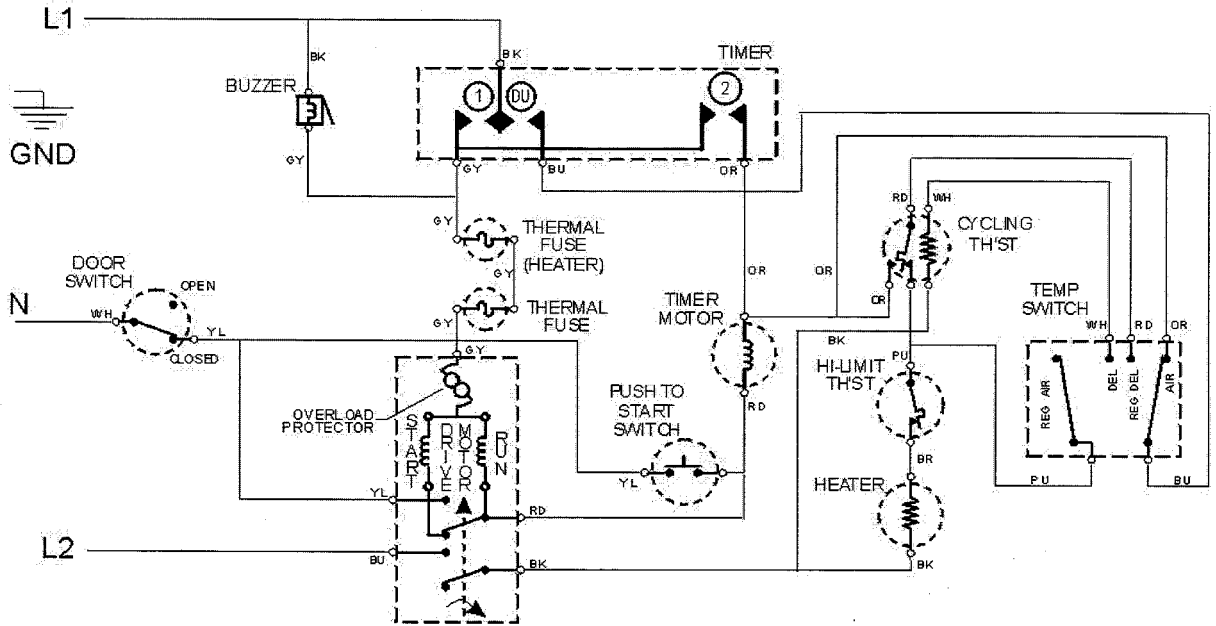 L1
BK
BK
TIMER
BUZZER
1
DU
2
GND
GY
GY
BU
OR
RD
WH
GY
THERMAL
FUSE
(HEATER)
CYCLING
TH'ST
DOOR
SWITCH
GY
OR
OR
OPEN
N
WH
YL
CLOSED
GY
THERMAL
FUSE
TIMER
MOTOR
OR
TEMP
SWITCH
BK
WH
RD
OR
GY
PU
HI-LIMIT
TH'ST
OVERLOAD
PROTECTOR
PUSH TO
START
SWITCH
RD
REG AIR
DEL
REG DEL
AIR
START
DRIVE
MOTOR
RUN
BR
YL
YL
HEATER
PU
BU
RD
L2
BU
BK
BK